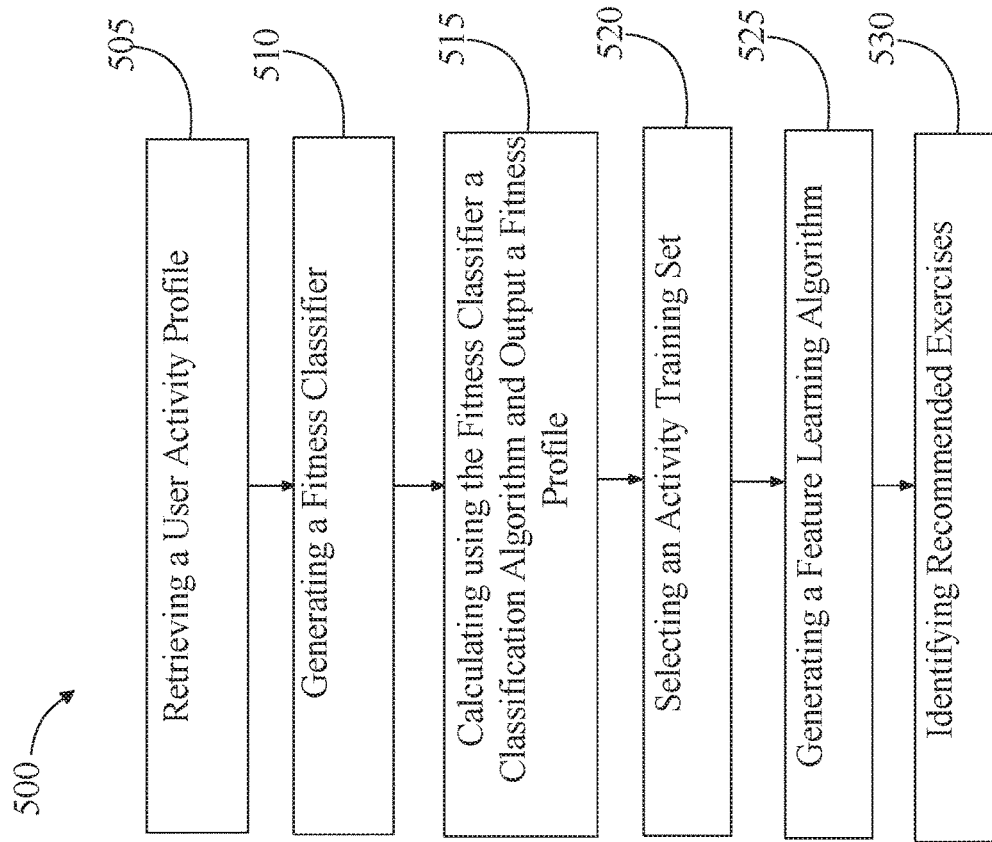 500
505
Retrieving a User Activity Profile
510
Generating a Fitness Classifier
515
Calculating using the Fitness Classifier a
Classification Algorithm and Output a Fitness
Profile
520
Selecting an Activity Training Set
525
Generating a Feature Learning Algorithm
530
Identifying Recommended Exercises